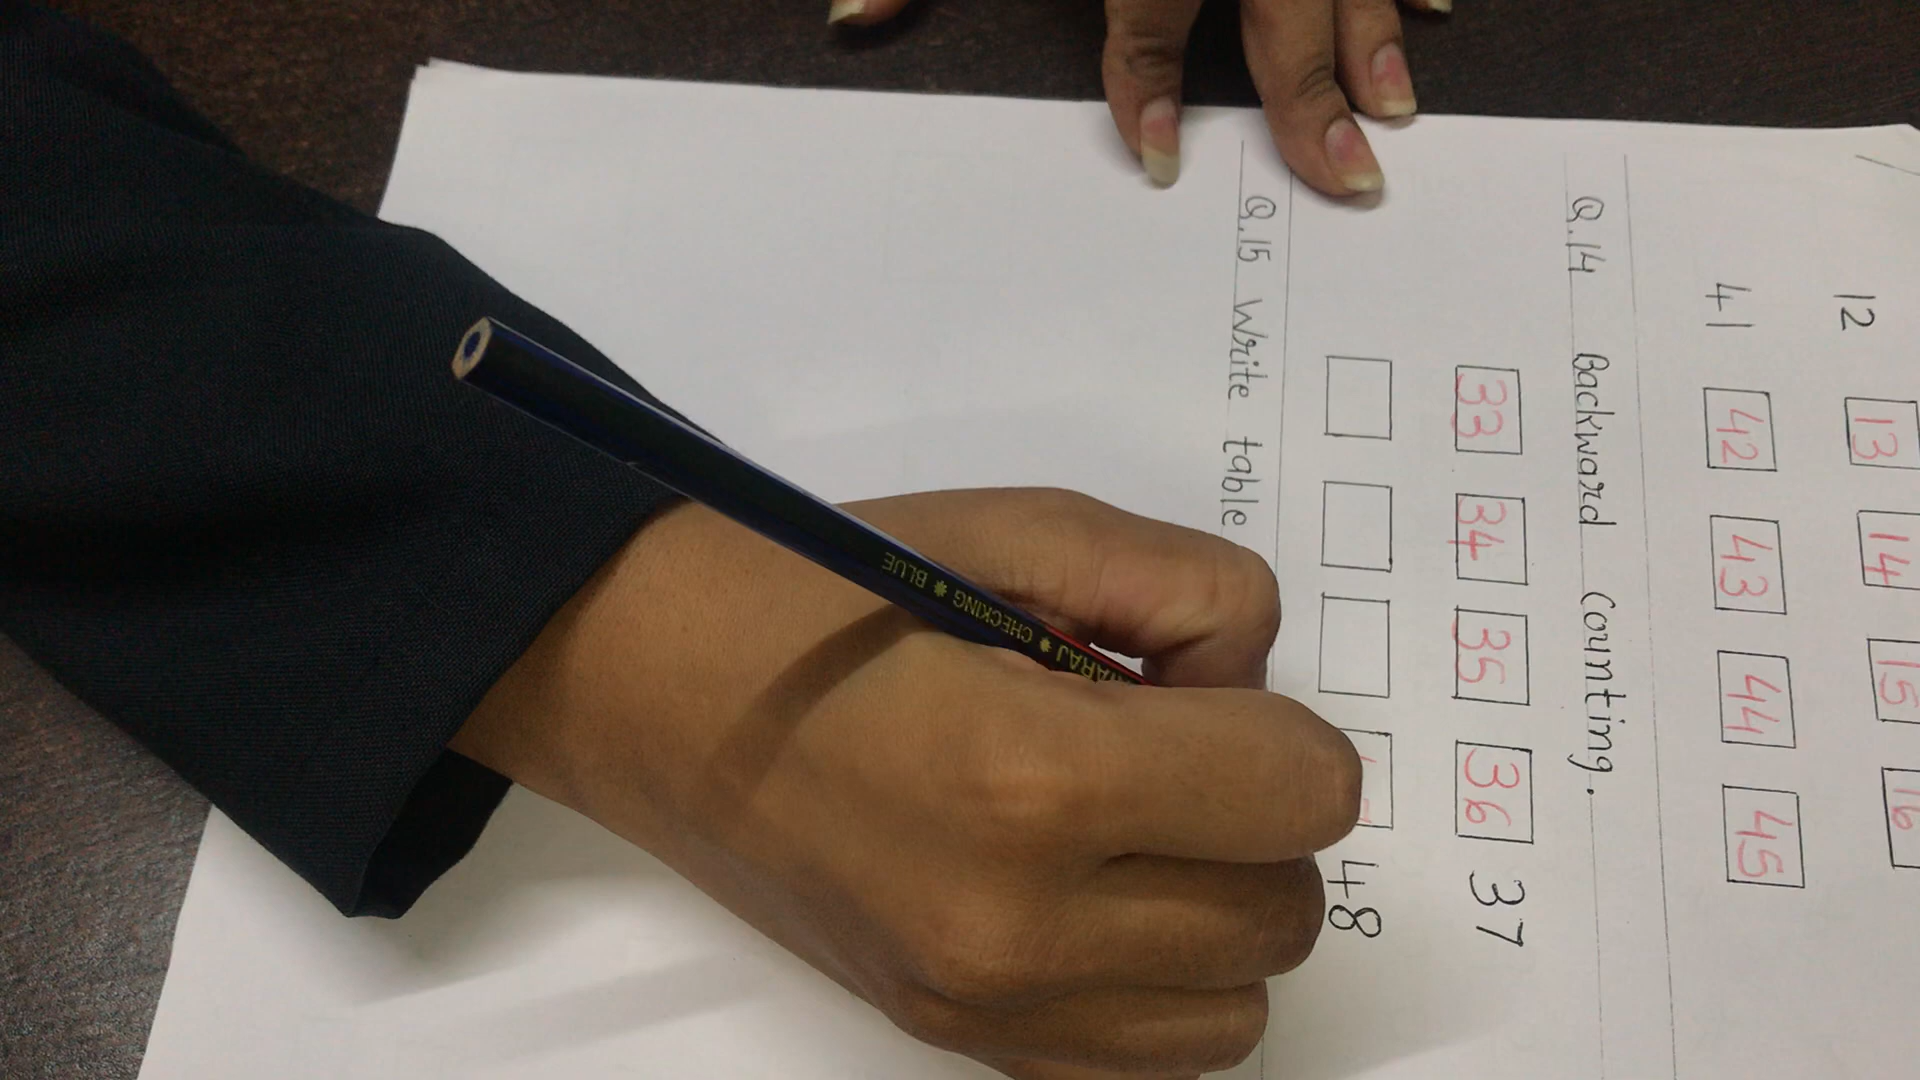 12 13 14 15 16
41 42 43 44 45
Q.14 Backward Counting.
33 34 35 36 37
48
Q.15 Write table
CHECKING * BLUE